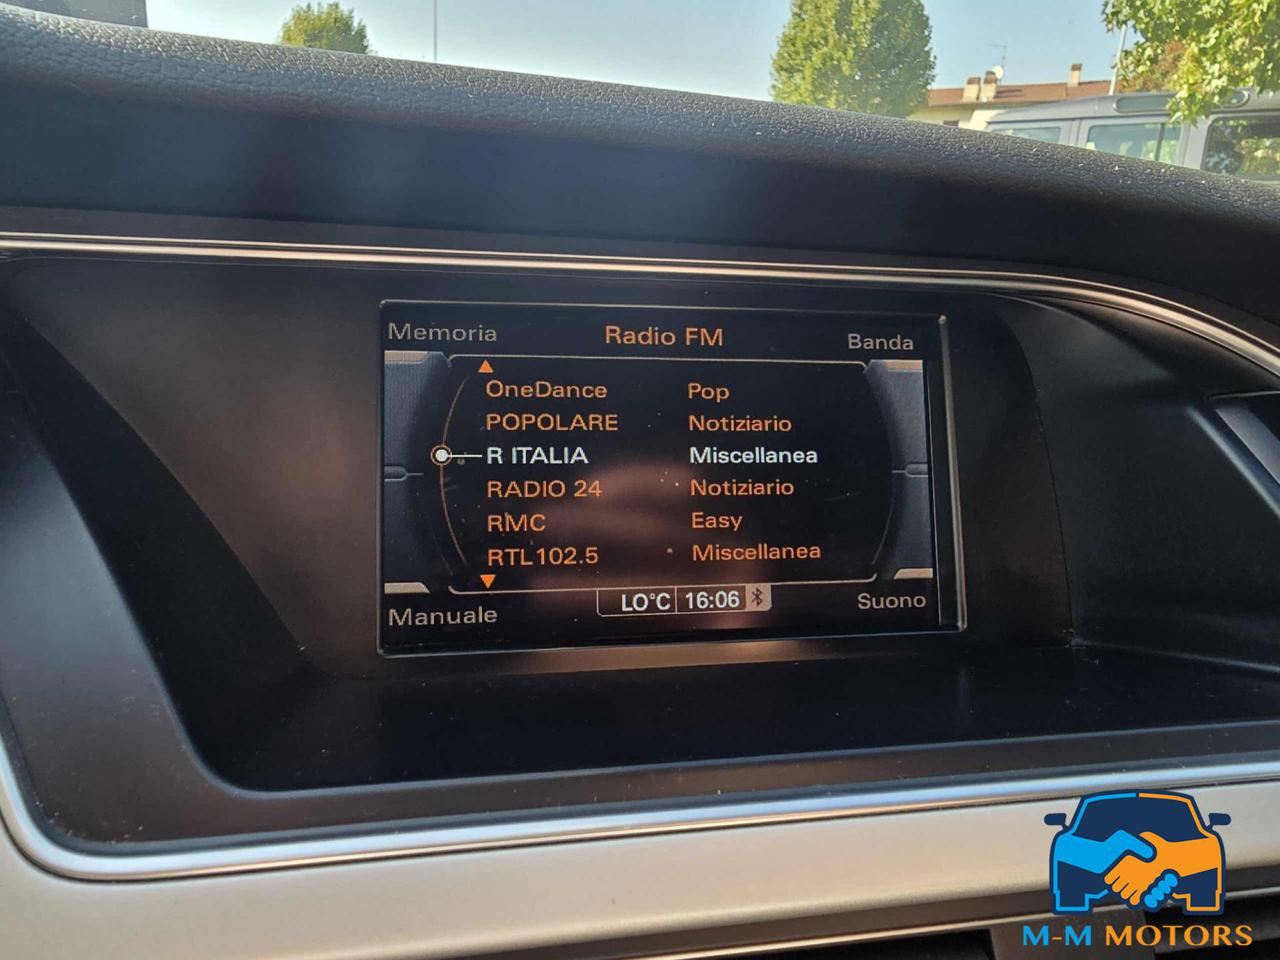 Memoria Radio FM Banda
OneDance Pop
POPOLARE Notiziario
R ITALIA Miscellanea
RADIO 24 Notiziario
RMC Easy
RTL102.5 Miscellanea
LO°C 16:06
Manuale Suono
M-M MOTORS